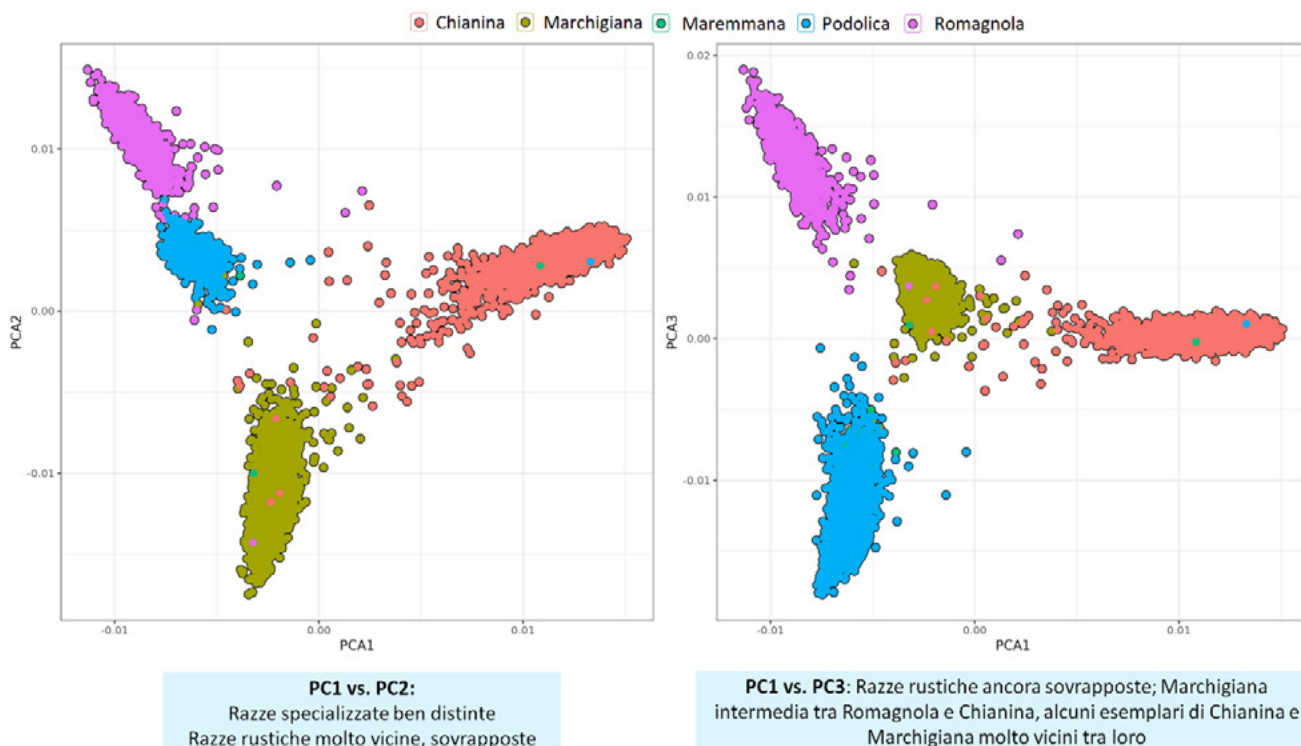 Chianina Marchigiana Maremmana Podolica Romagnola
0.01
0.00
-0.01
PCA2
-0.01 0.00 0.01
PCA1
0.02
0.01
0.00
-0.01
PCA3
-0.01 0.00 0.01
PCA1
PC1 vs. PC2:
Razze specializzate ben distinte
Razze rustiche molto vicine, sovrapposte
PC1 vs. PC3: Razze rustiche ancora sovrapposte; Marchigiana
intermedia tra Romagnola e Chianina, alcuni esemplari di Chianina e
Marchigiana molto vicini tra loro